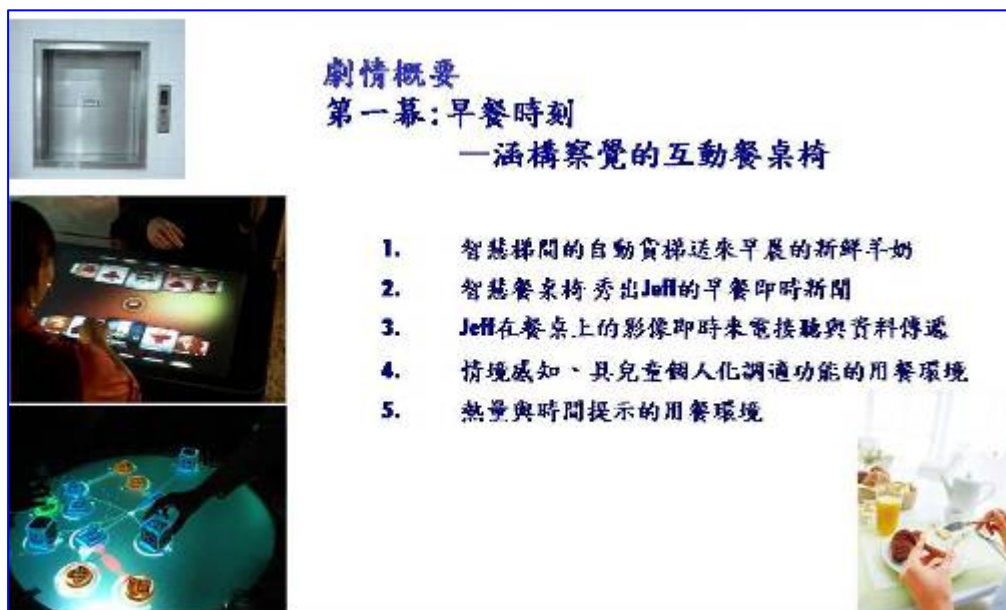 劇情概要
第一幕:早餐時刻
—涵構察覺的互動餐桌椅
1. 智慧梯間的自動貨梯送來早晨的新鮮羊奶
2. 智慧餐桌椅秀出Jeff的早餐即時新聞
3. Jeff在餐桌上的影像即時來電接聽與資料傳遞
4. 情境感知、具兒童個人化調適功能的用餐環境
5. 熱量與時間提示的用餐環境